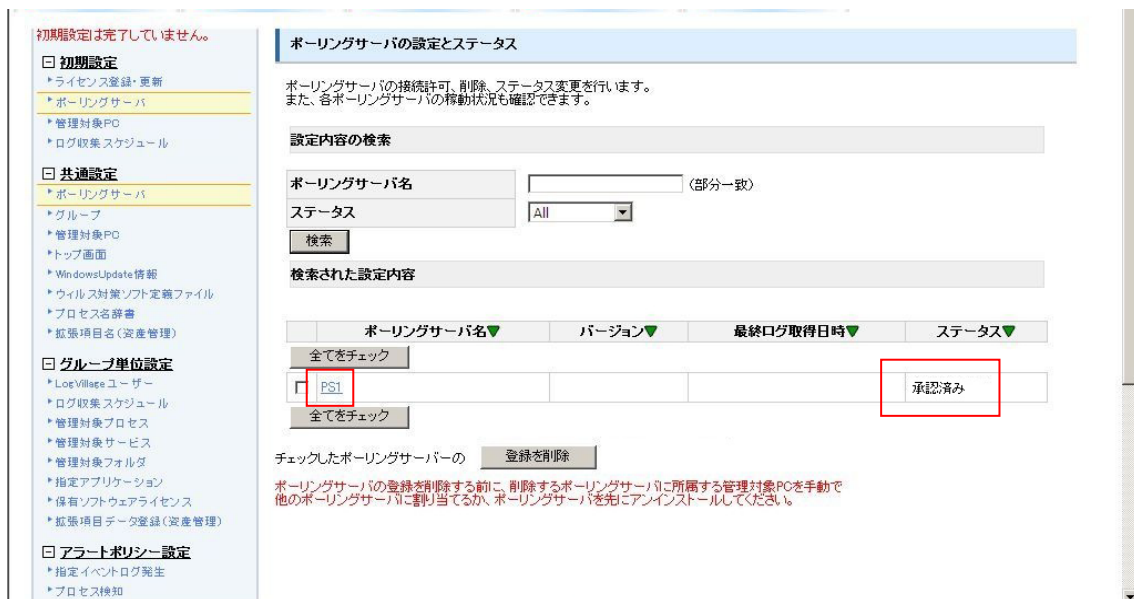 初期設定は完了していません。
初期設定
ライセンス登録・更新
ポーリングサーバ
管理対象PC
ログ収集スケジュール
共通設定
ポーリングサーバ
グループ
管理対象PC
トップ画面
WindowsUpdate情報
ウィルス対策ソフト定義ファイル
プロセス名辞書
拡張項目名(資産管理)
グループ単位設定
LogVillageユーザー
ログ収集スケジュール
管理対象プロセス
管理対象サービス
管理対象フォルダ
指定アプリケーション
保有ソフトウェアライセンス
拡張項目データ登録(資産管理)
アラートポリシー設定
指定イベントログ発生
プロセス検知
ポーリングサーバの設定とステータス
ポーリングサーバの接続許可、削除、ステータス変更を行います。
また、各ポーリングサーバの稼動状況も確認できます。
設定内容の検索
ポーリングサーバ名 (部分一致)
ステータス All
検索
検索された設定内容
ポーリングサーバ名▼ バージョン▼ 最終ログ取得日時▼ ステータス▼
全てをチェック
PS1 承認済み
全てをチェック
チェックしたポーリングサーバーの 登録を削除
ポーリングサーバの登録を削除する前に、削除するポーリングサーバに所属する管理対象PCを手動で
他のポーリングサーバに割り当てるか、ポーリングサーバを先にアンインストールしてください。